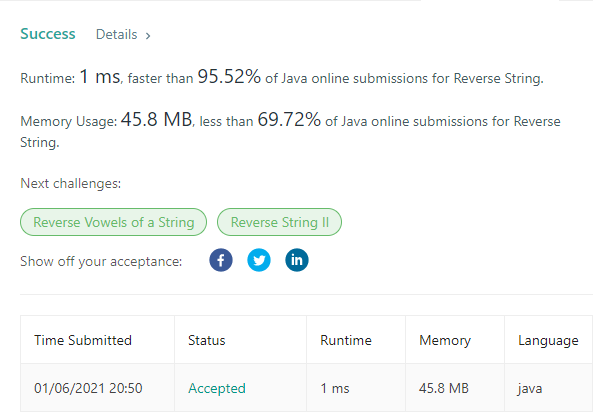 Success Details >
Runtime: 1 ms, faster than 95.52% of Java online submissions for Reverse String.
Memory Usage: 45.8 MB, less than 69.72% of Java online submissions for Reverse
String.
Next challenges:
Reverse Vowels of a String Reverse String II
Show off your acceptance: f in
Time Submitted Status Runtime Memory Language
01/06/2021 20:50 Accepted 1 ms 45.8 MB java